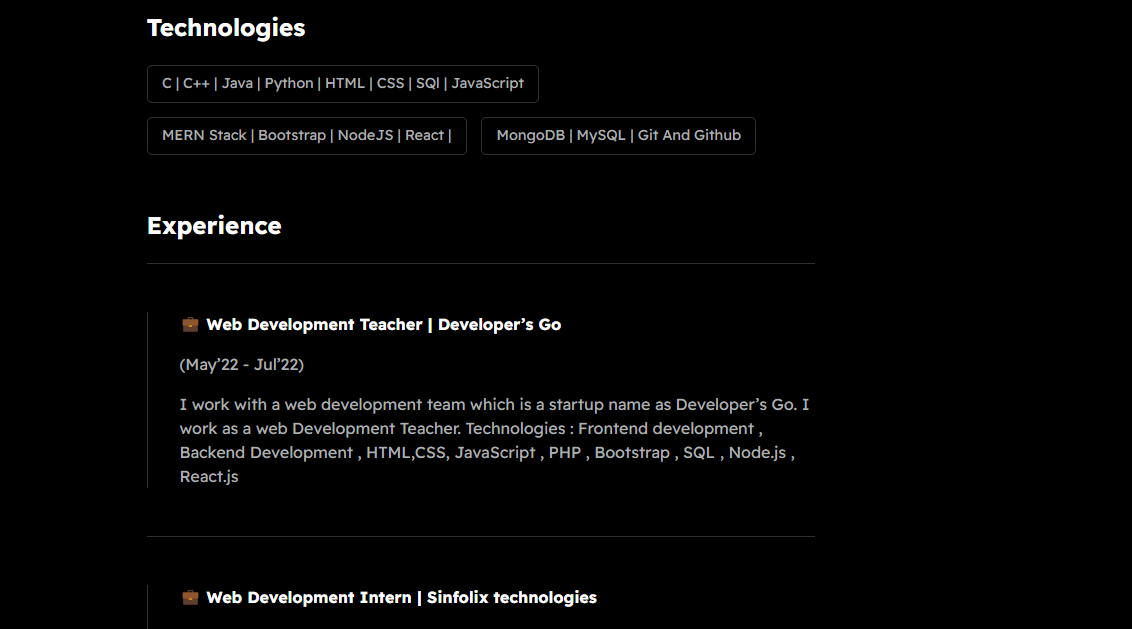 Technologies
C | C++ | Java | Python | HTML | CSS | SQl | JavaScript
MERN Stack | Bootstrap | NodeJS | React |
MongoDB | MySQL | Git And Github
Experience
Web Development Teacher | Developer’s Go
(May’22 - Jul’22)
I work with a web development team which is a startup name as Developer’s Go. I
work as a web Development Teacher. Technologies : Frontend development ,
Backend Development , HTML,CSS, JavaScript , PHP , Bootstrap , SQL , Node.js ,
React.js
Web Development Intern | Sinfolix technologies